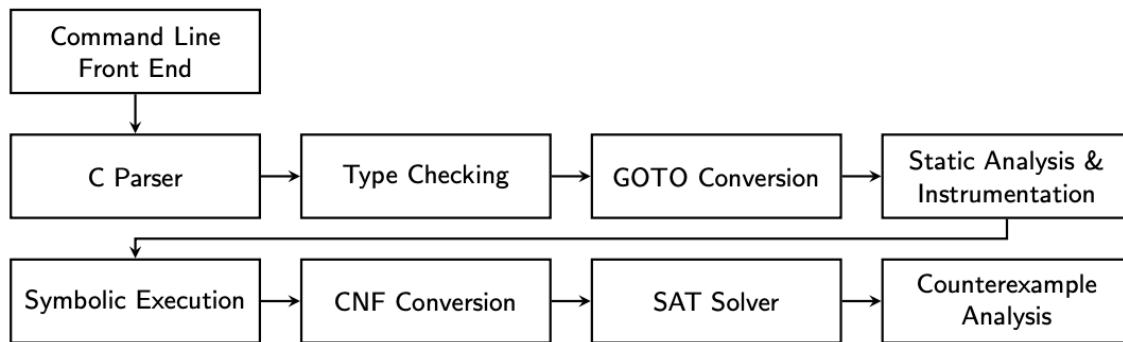 Command Line
Front End
C Parser
Type Checking
GOTO Conversion
Static Analysis &
Instrumentation
Symbolic Execution
CNF Conversion
SAT Solver
Counterexample
Analysis